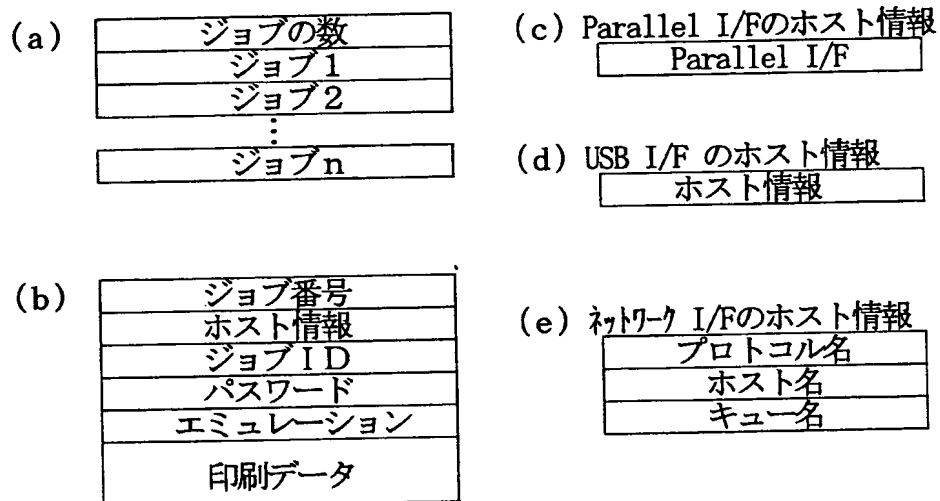 (a)
ジョブの数
ジョブ1
ジョブ2
⋮
ジョブn
(b)
ジョブ番号
ホスト情報
ジョブID
パスワード
エミュレーション
印刷データ
(c) Parallel I/Fのホスト情報
Parallel I/F
(d) USB I/F のホスト情報
ホスト情報
(e) ﾈｯﾄﾜｰｸ I/Fのホスト情報
プロトコル名
ホスト名
キュー名